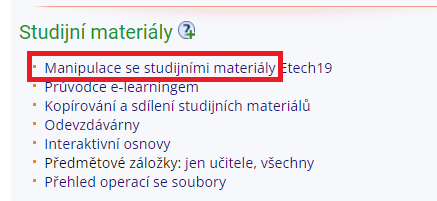 Studijní materiály
Manipulace se studijními materiály Etech19
Průvodce e-learningem
Kopírování a sdílení studijních materiálů
Odevzdávárny
Interaktivní osnovy
Předmětové záložky: jen učitele, všechny
Přehled operací se soubory